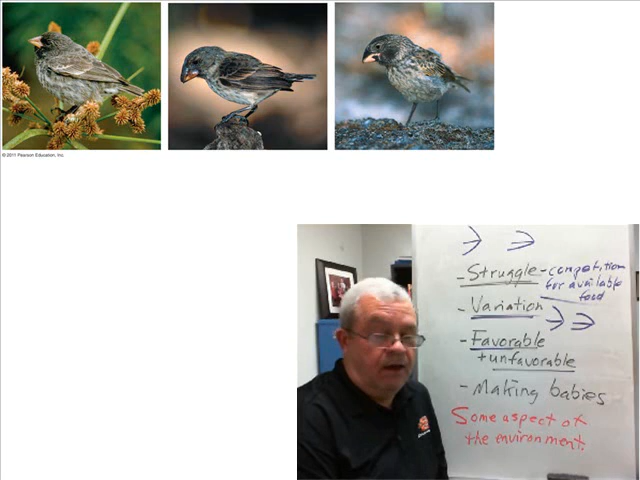 © 2011 Pearson Education, Inc.
- Struggle - competition
for available
food
- Variation
- Favorable
+ unfavorable
- Making babies
Some aspect of
the environment.